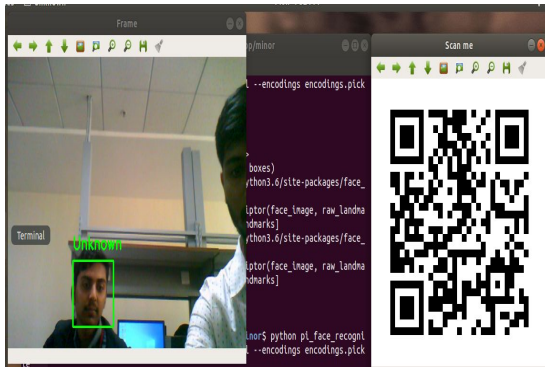 Frame
Unknown
Terminal
op/minor
l --encodings encodings.pick
>
boxes)
ython3.6/site-packages/face_
iptor(face_image, raw_landma
ndmarks]
ython3.6/site-packages/face_
iptor(face_image, raw_landma
ndmarks]
inor$ python pi_face_recogni
l --encodings encodings.pick
Scan me